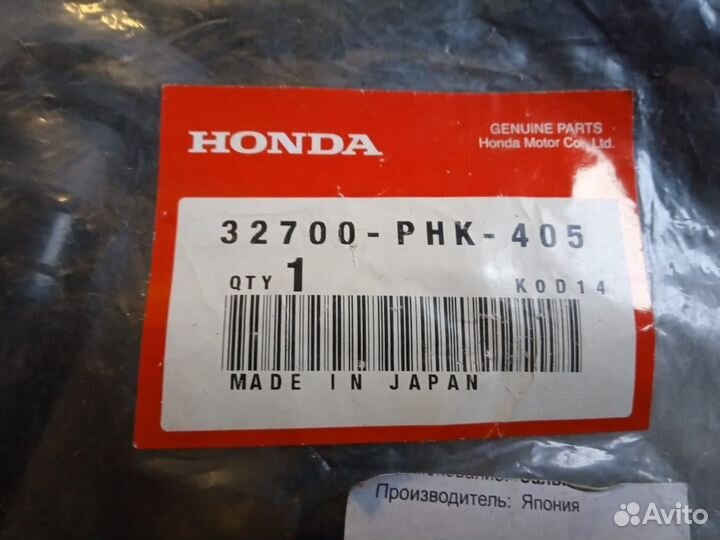 HONDA
GENUINE PARTS
Honda Motor Co., Ltd.
32700-PHK-405
QTY 1 K0D14
MADE IN JAPAN
Производитель: Япония
Avito